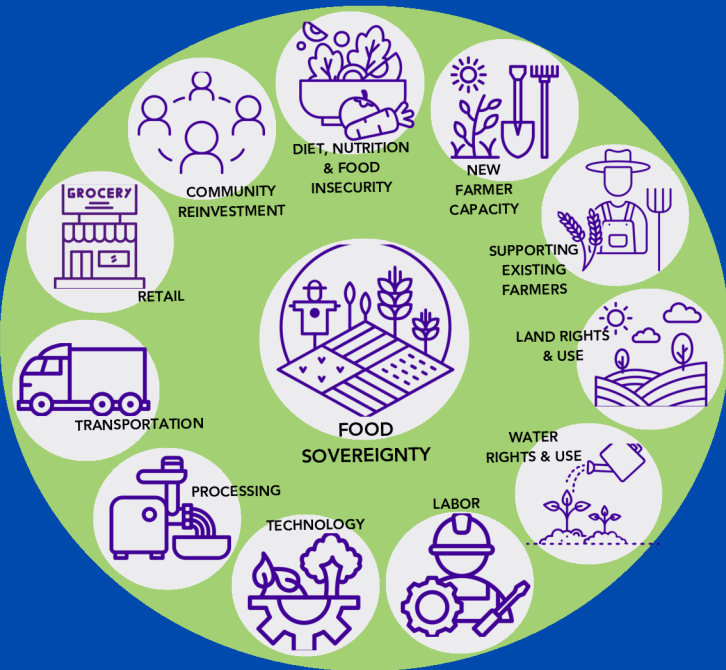 DIET, NUTRITION
& FOOD
INSECURITY
NEW
FARMER
CAPACITY
SUPPORTING
EXISTING
FARMERS
LAND RIGHTS
& USE
WATER
RIGHTS & USE
LABOR
TECHNOLOGY
PROCESSING
TRANSPORTATION
GROCERY
RETAIL
COMMUNITY
REINVESTMENT
FOOD
SOVEREIGNTY